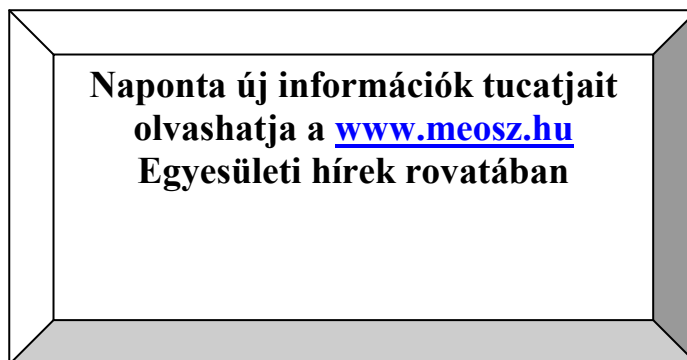 Naponta új információk tucatjait
olvashatja a www.meosz.hu
Egyesületi hírek rovatában